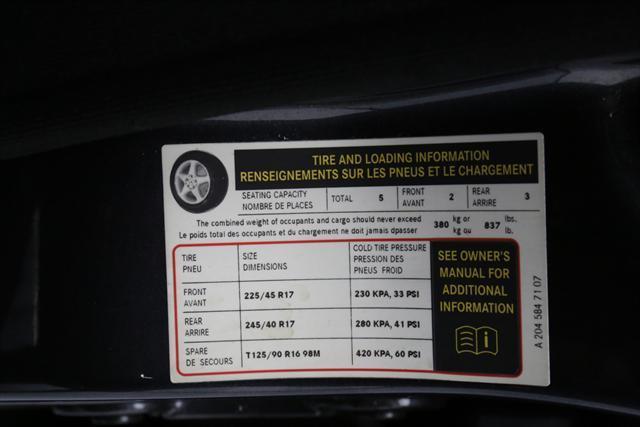 TIRE AND LOADING INFORMATION
RENSEIGNEMENTS SUR LES PNEUS ET LE CHARGEMENT
SEATING CAPACITY
NOMBRE DE PLACES
TOTAL 5
FRONT
AVANT
2
REAR
ARRIERE
3
The combined weight of occupants and cargo should never exceed
Le poids total des occupants et du chargement ne doit jamais dpasser
380 kg or
kg ou
837 lbs.
lb.
TIRE
PNEU
SIZE
DIMENSIONS
COLD TIRE PRESSURE
PRESSION DES
PNEUS FROID
FRONT
AVANT
225/45 R17
230 KPA, 33 PSI
REAR
ARRIERE
245/40 R17
280 KPA, 41 PSI
SPARE
DE SECOURS
T125/90 R16 98M
420 KPA, 60 PSI
SEE OWNER'S
MANUAL FOR
ADDITIONAL
INFORMATION
A 204 584 71 07